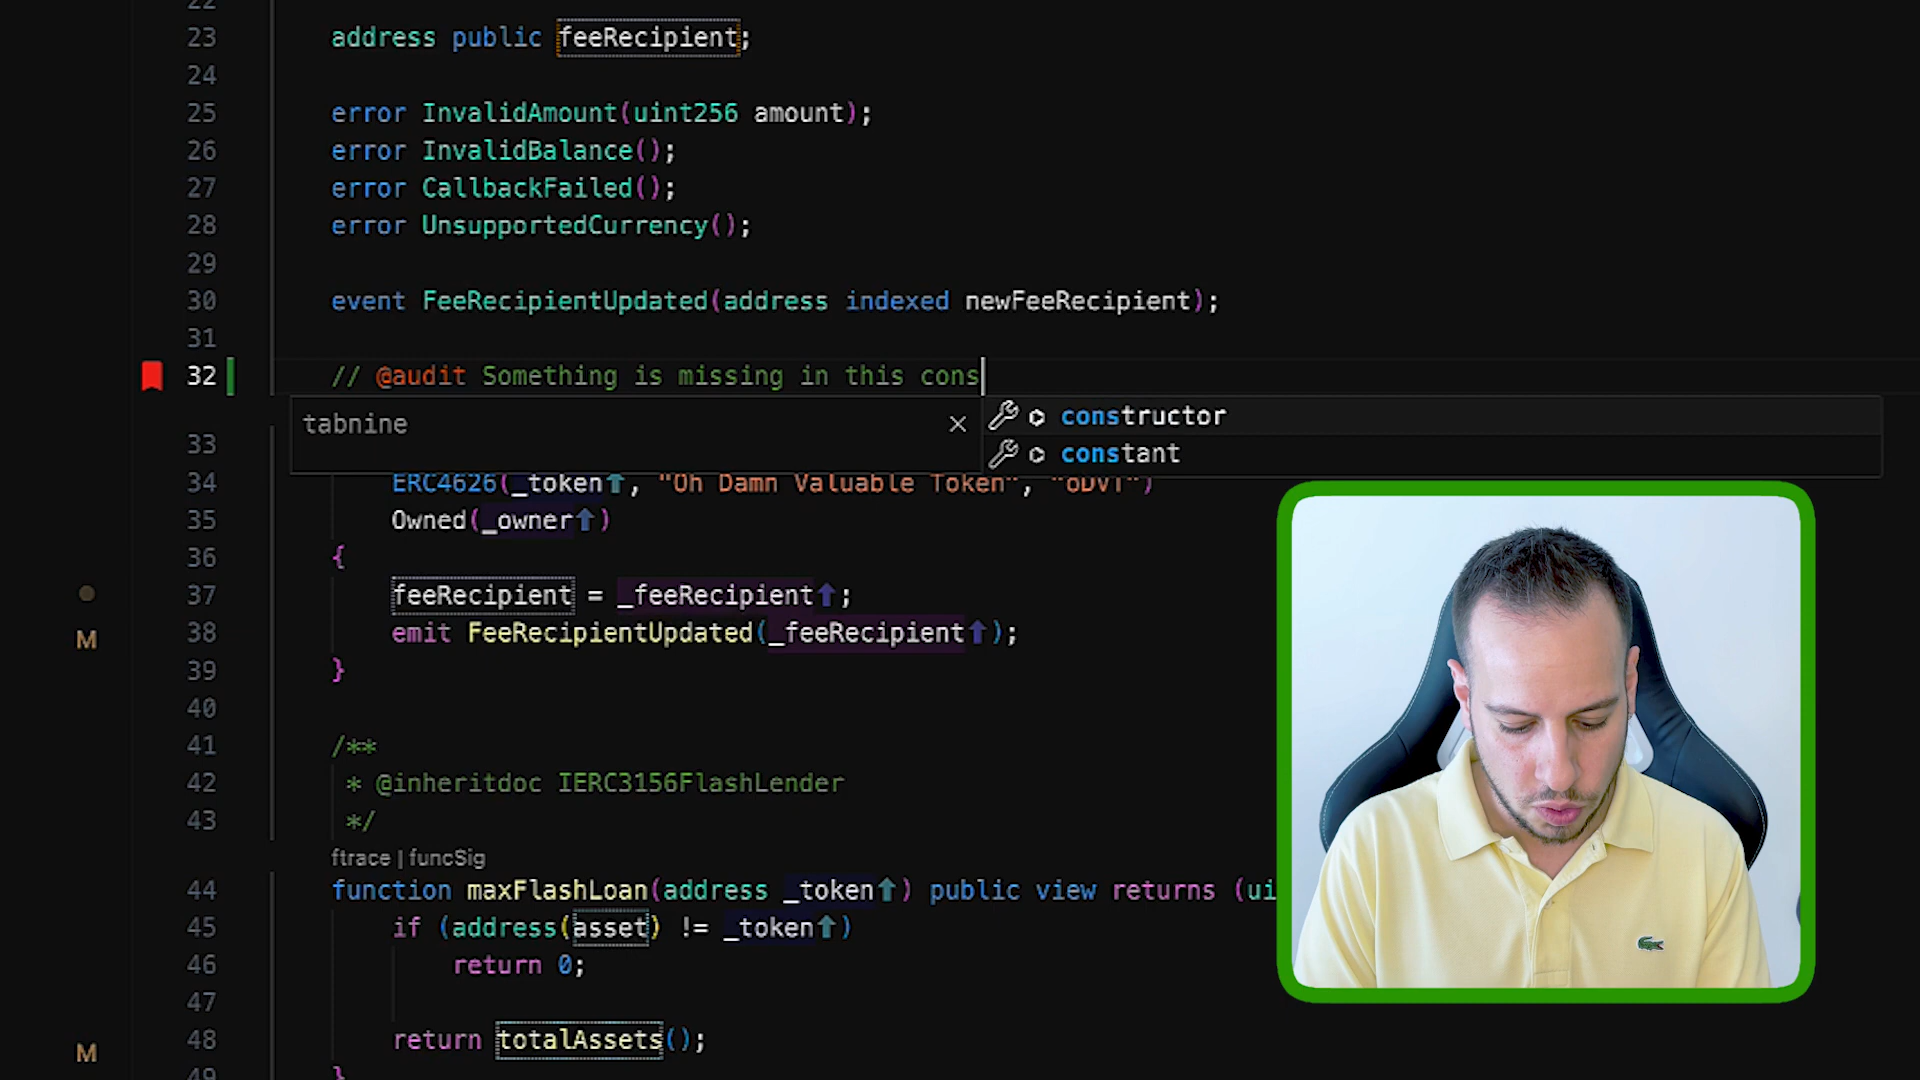 22
23 address public feeRecipient;
24
25 error InvalidAmount(uint256 amount);
26 error InvalidBalance();
27 error CallbackFailed();
28 error UnsupportedCurrency();
29
30 event FeeRecipientUpdated(address indexed newFeeRecipient);
31
32 // @audit Something is missing in this cons
tabnine
constructor
constant
33
34 ERC4626(_token, "Oh Damn Valuable Token", "oDVT")
35 Owned(_owner)
36 {
37 feeRecipient = _feeRecipient;
M
38 emit FeeRecipientUpdated(_feeRecipient);
39 }
40
41 /**
42 * @inheritdoc IERC3156FlashLender
43 */
ftrace | funcSig
44 function maxFlashLoan(address _token) public view returns (ui
45 if (address(asset) != _token)
46 return 0;
47
M
48 return totalAssets();
49 }